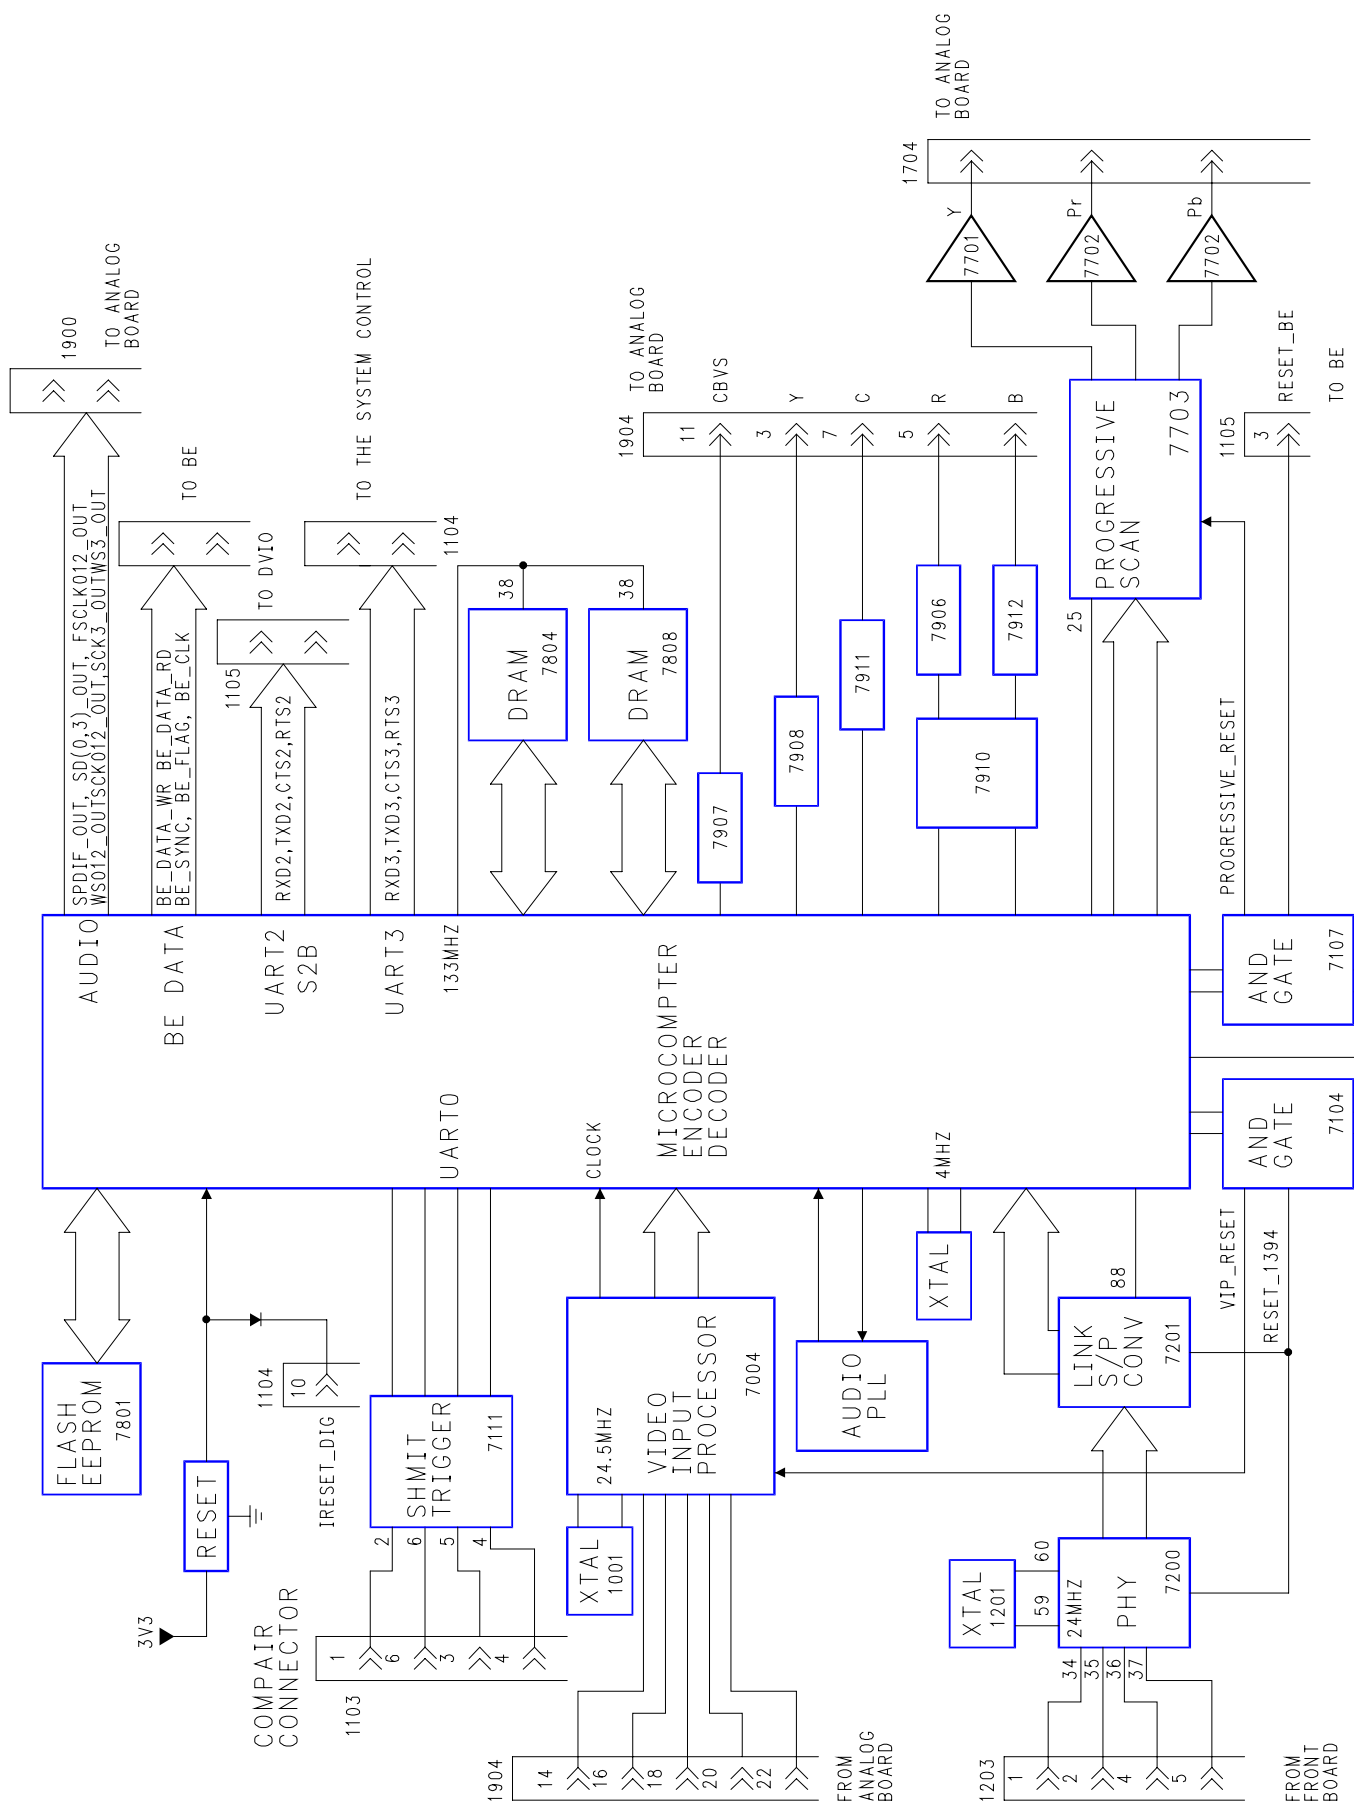 FLASH
EEPROM
7801
3V3
RESET
1104
10
IRESET_DIG
COMPAIR
CONNECTOR
1103
1
6
3
4
2
6
5
4
SHMIT
TRIGGER
7111
UART0
1904
14
16
18
20
22
FROM
ANALOG
BOARD
XTAL
1001
24.5MHZ
VIDEO
INPUT
PROCESSOR
7004
CLOCK
AUDIO
PLL
XTAL
4MHZ
1203
1
2
4
5
FROM
FRONT
BOARD
34
35
36
37
XTAL
1201
59
60
24MHZ
PHY
7200
LINK
S/P
CONV
7201
88
VIP_RESET
RESET_1394
AND
GATE
7104
MICROCOMPTER
ENCODER
DECODER
AUDIO
SPDIF_OUT, SD(0,3)_OUT, FSCLK012_OUT
WS012_OUTSCK012_OUT,SCK3_OUTWS3_OUT
1900
TO ANALOG
BOARD
BE DATA
BE_DATA-WR BE_DATA_RD
BE_SYNC, BE_FLAG, BE_CLK
TO BE
UART2
S2B
RXD2,TXD2,CTS2,RTS2
1105
TO DVIO
UART3
RXD3,TXD3,CTS3,RTS3
1104
TO THE SYSTEM CONTROL
133MHZ
DRAM
7804
38
DRAM
7808
38
1904
TO ANALOG
BOARD
7907
11
CBVS
7908
3
Y
7911
7
C
7910
7906
5
R
7912
B
25
PROGRESSIVE
SCAN
7703
7701
Y
7702
Pr
7702
Pb
1704
TO ANALOG
BOARD
AND
GATE
7107
PROGRESSIVE_RESET
1105
3
RESET_BE
TO BE